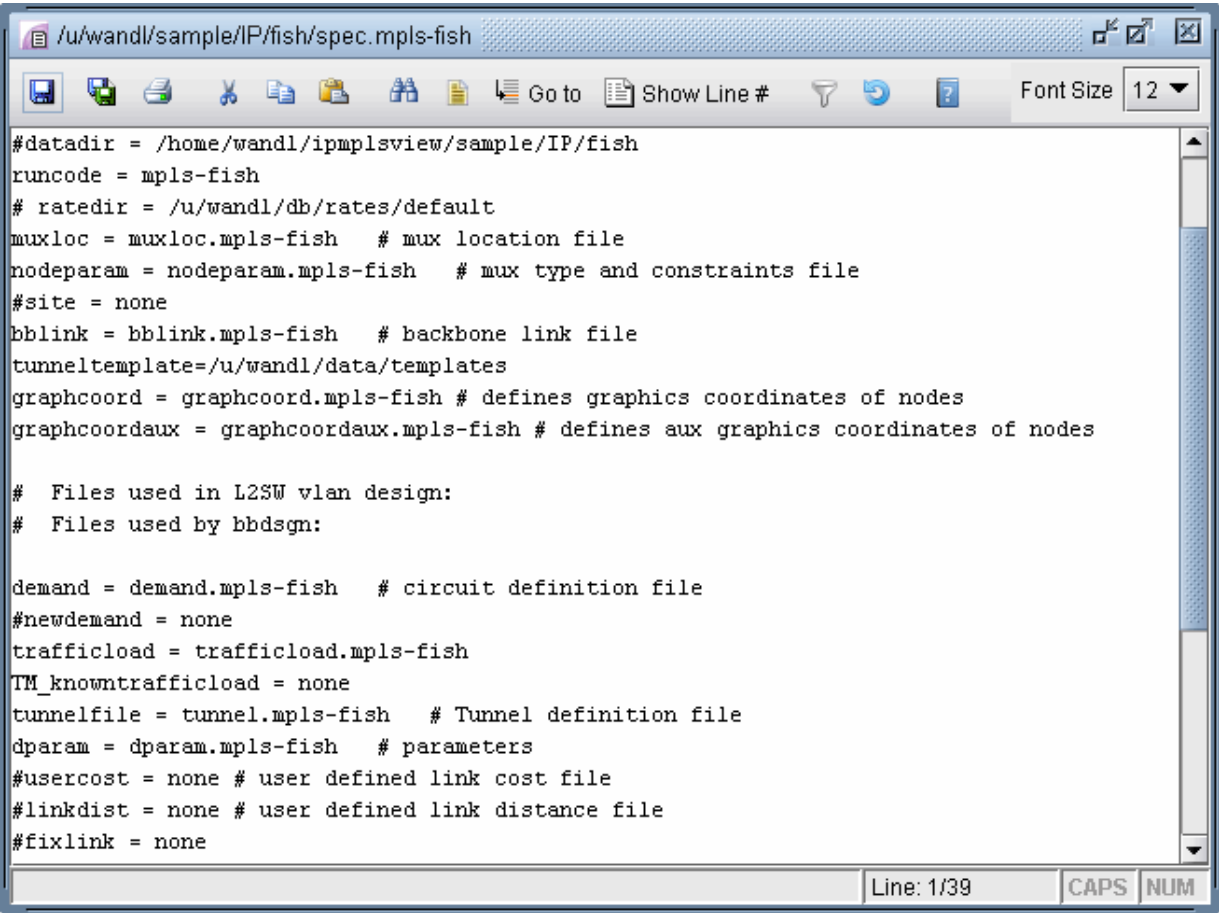 /u/wandl/sample/IP/fish/spec.mpls-fish
Go to Show Line # Font Size 12
#datadir = /home/wandl/ipmplsview/sample/IP/fish
runcode = mpls-fish
# ratedir = /u/wandl/db/rates/default
muxloc = muxloc.mpls-fish   # mux location file
nodeparam = nodeparam.mpls-fish   # mux type and constraints file
#site = none
bblink = bblink.mpls-fish   # backbone link file
tunneltemplate=/u/wandl/data/templates
graphcoord = graphcoord.mpls-fish # defines graphics coordinates of nodes
graphcoordaux = graphcoordaux.mpls-fish # defines aux graphics coordinates of nodes
#  Files used in L2SW vlan design:
#  Files used by bbdsgn:
demand = demand.mpls-fish   # circuit definition file
#newdemand = none
trafficload = trafficload.mpls-fish
TM_knowntrafficload = none
tunnelfile = tunnel.mpls-fish   # Tunnel definition file
dparam = dparam.mpls-fish   # parameters
#usercost = none # user defined link cost file
#linkdist = none # user defined link distance file
#fixlink = none
Line: 1/39 CAPS NUM